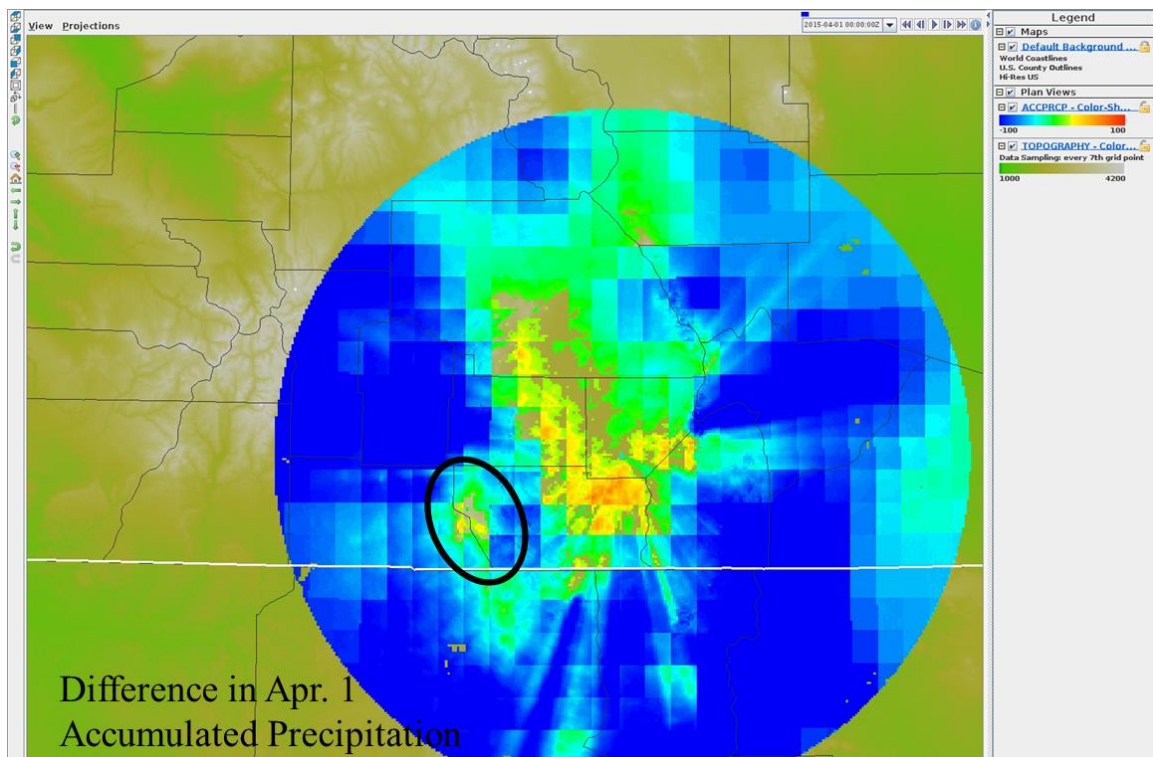 View Projections
2015-04-01 00:00:00Z
Legend
Maps
Default Background ...
World Coastlines
U.S. County Outlines
Hi-Res US
Plan Views
ACCPRCP - Color-Sh...
-100 100
TOPOGRAPHY - Color...
Data Sampling: every 7th grid point
1000 4200
Difference in Apr. 1
Accumulated Precipitation